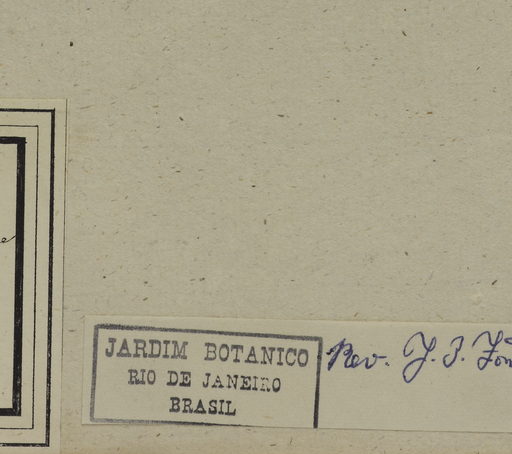 JARDIM BOTANICO
RIO DE JANEIRO
BRASIL
Rev. J. I.